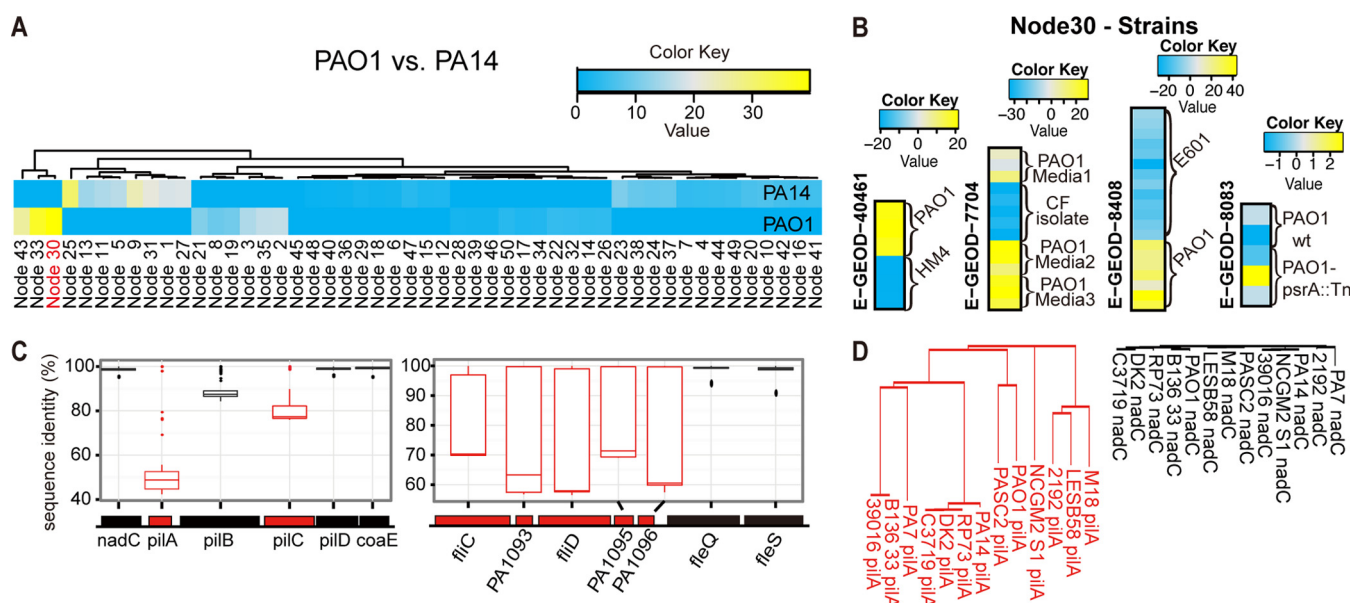 A
PAO1 vs. PA14
Color Key
0 10 20 30
Value
PA14
PAO1
Node 43
Node 33
Node 30
Node 25
Node 13
Node 11
Node 5
Node 9
Node 31
Node 1
Node 27
Node 21
Node 8
Node 19
Node 3
Node 35
Node 2
Node 45
Node 48
Node 40
Node 36
Node 29
Node 18
Node 6
Node 47
Node 15
Node 12
Node 28
Node 39
Node 26
Node 46
Node 50
Node 17
Node 34
Node 22
Node 32
Node 14
Node 23
Node 38
Node 24
Node 37
Node 7
Node 4
Node 44
Node 49
Node 20
Node 10
Node 42
Node 16
Node 41
B
Node30 - Strains
Color Key
−20 0 20
Value
E−GEOD−40461
PAO1
HM4
Color Key
−30 0 20
Value
E−GEOD−7704
PAO1
Media1
CF
isolate
PAO1
Media2
PAO1
Media3
Color Key
−20 0 20 40
Value
E−GEOD−8408
E601
PAO1
Color Key
−1 0 1 2
Value
E−GEOD−8083
PAO1
wt
PAO1-
psrA::Tn
C
sequence identity (%)
100
80
60
40
nadC pilA pilB pilC pilD coaE
100
90
80
70
60
fliC
PA1093
fliD
PA1095
PA1096
fleQ
fleS
D
39016 pilA
B136 33 pilA
PA7 pilA
C3719 pilA
DK2 pilA
RP73 pilA
PA14 pilA
PASC2 pilA
PAO1 pilA
NCGM2 S1 pilA
2192 pilA
LESB58 pilA
M18 pilA
C3719 nadC
DK2 nadC
RP73 nadC
B136 33 nadC
PAO1 nadC
LESB58 nadC
M18 nadC
PASC2 nadC
39016 nadC
NCGM2 S1 nadC
PA14 nadC
2192 nadC
PA7 nadC